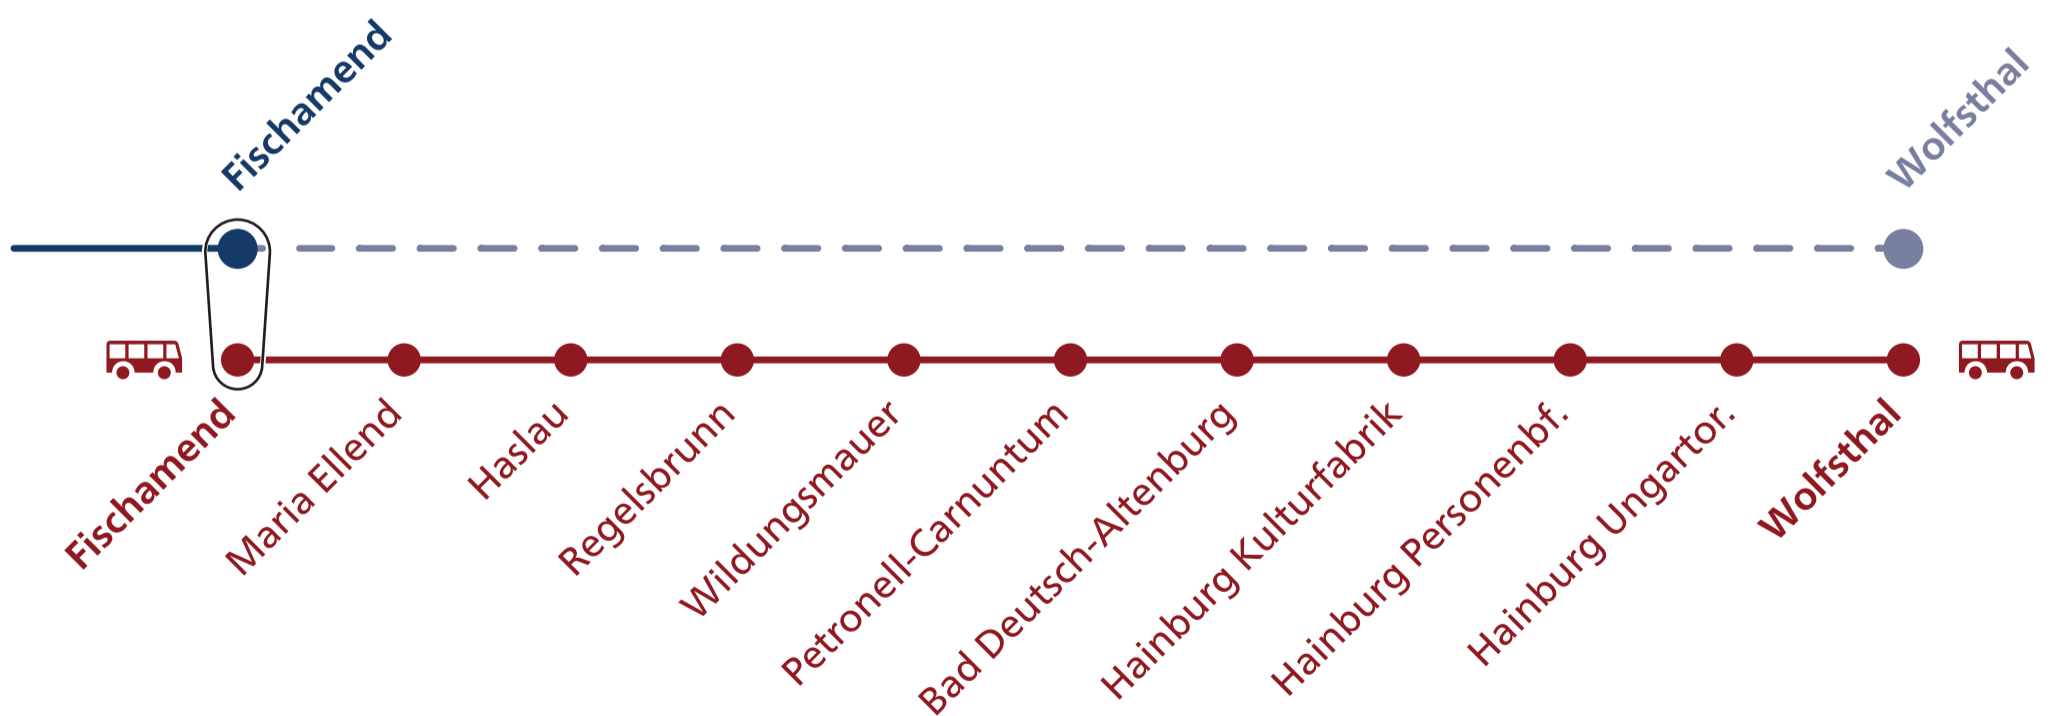 Fischamend
Wolfsthal
Fischamend
Maria Ellend
Haslau
Regelsbrunn
Wildungsmauer
Petronell-Carnuntum
Bad Deutsch-Altenburg
Hainburg Kulturfabrik
Hainburg Personenbf.
Hainburg Ungartor.
Wolfsthal